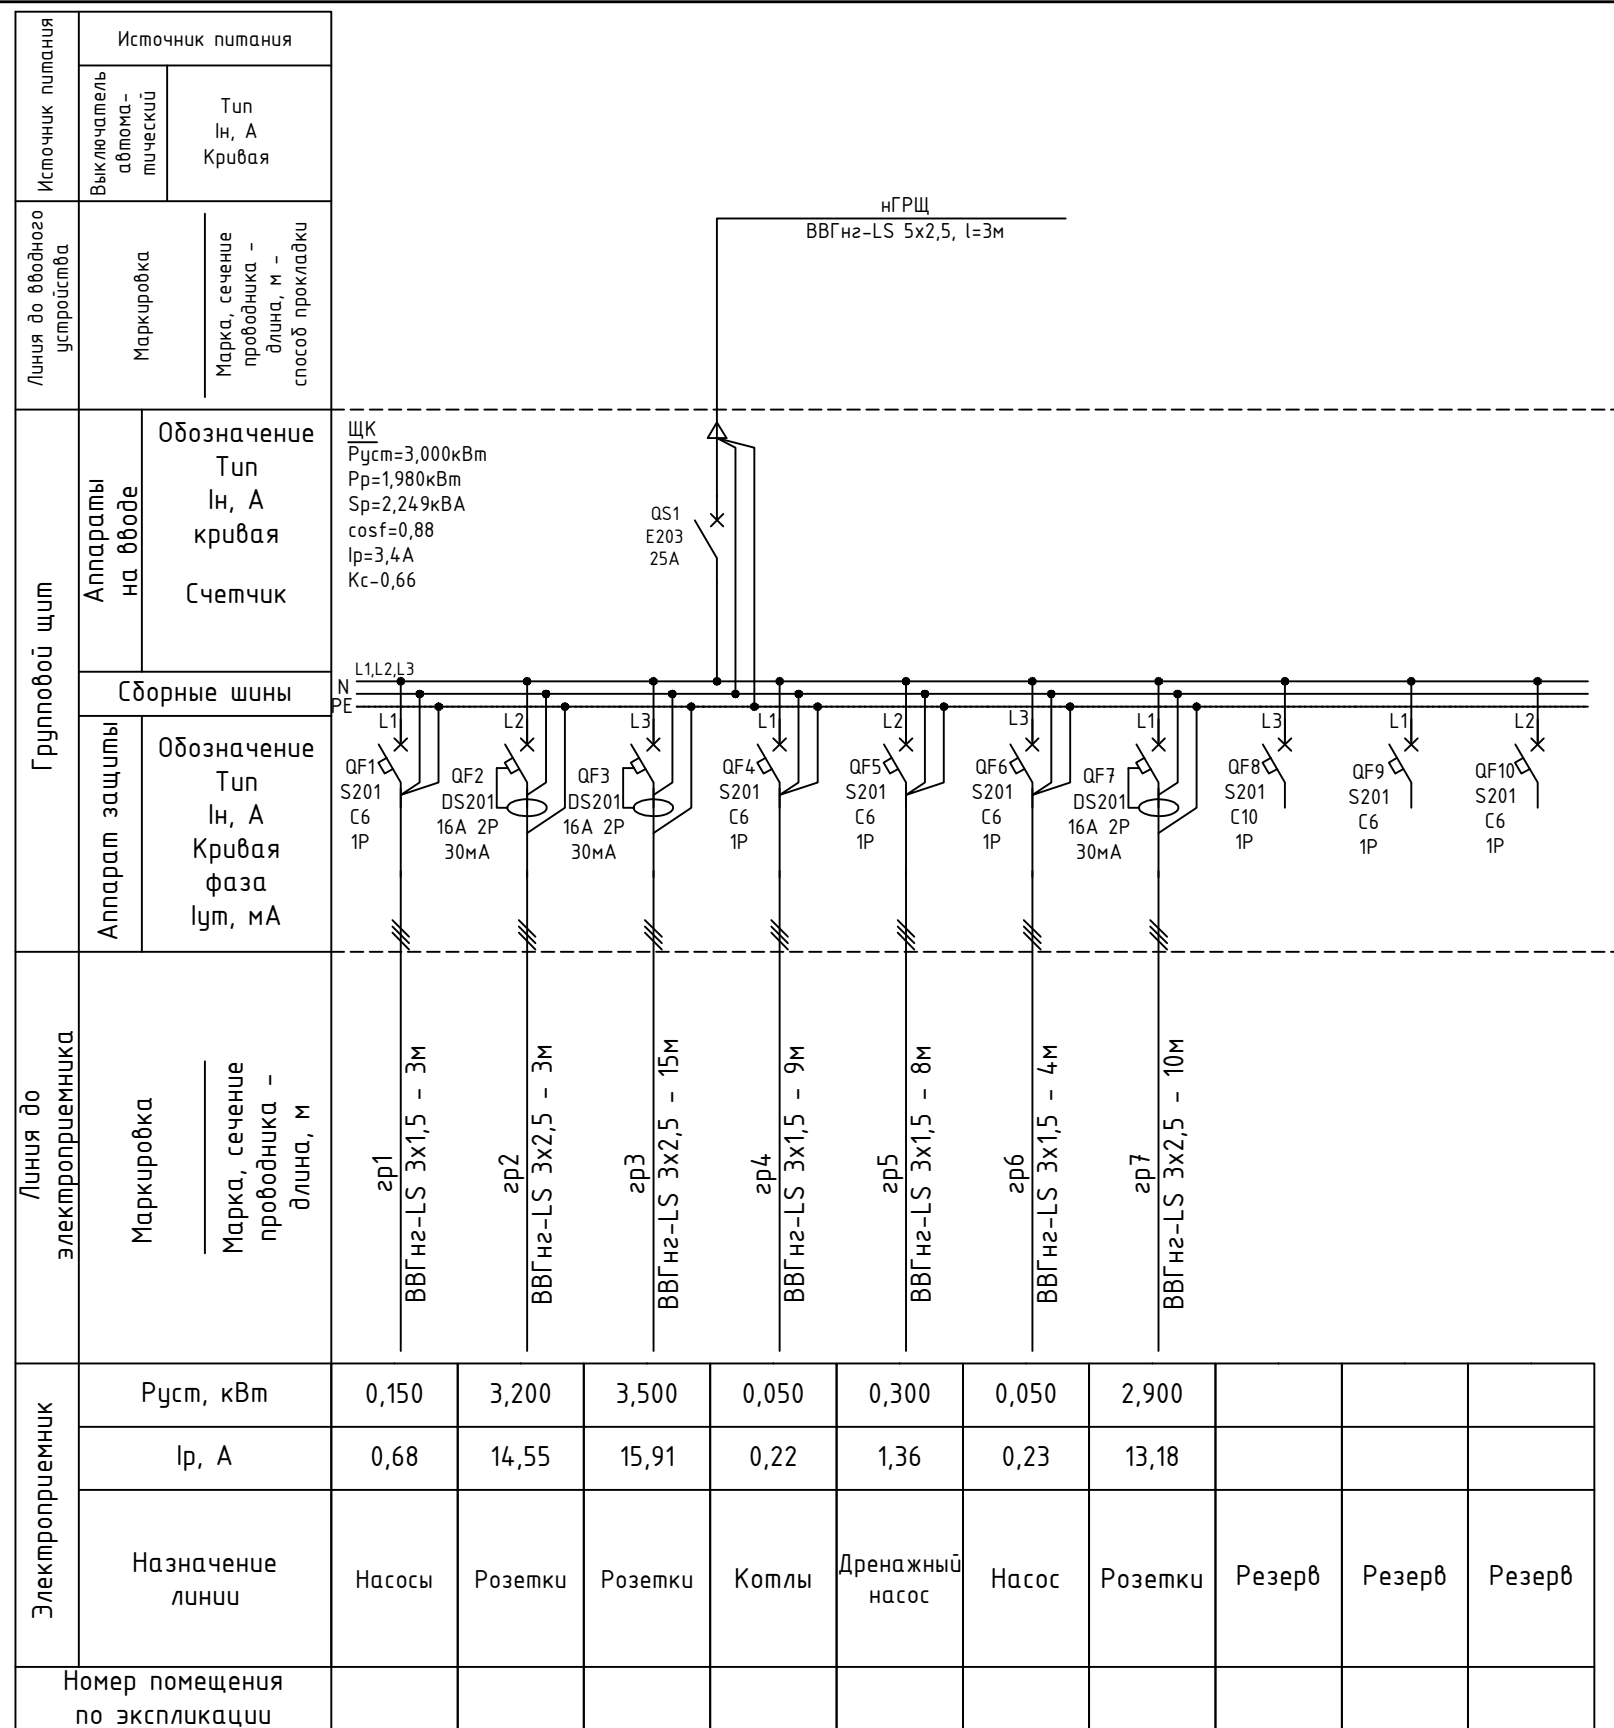 Источник питания
Источник питания
Выключатель
автома-
тический
Тип
Iн, А
Кривая
Линия до вводного
устройства
Маркировка
Марка, сечение
проводника -
длина, м -
способ прокладки
нГРЩ
ВВГнг-LS 5х2,5, l=3м
Групповой щит
Аппараты
на вводе
Обозначение
Тип
Iн, А
кривая
Счетчик
ЩК
Руст=3,000кВт
Рр=1,980кВт
Sр=2,249кВА
cosf=0,88
Iр=3,4А
Кс-0,66
QS1
E203
25А
Сборные шины
L1,L2,L3
N
PE
Аппарат защиты
Обозначение
Тип
Iн, А
Кривая
фаза
Iут, мА
L1
QF1
S201
C6
1P
L2
QF2
DS201
16А 2P
30мА
L3
QF3
DS201
16А 2P
30мА
L1
QF4
S201
C6
1P
L2
QF5
S201
C6
1P
L3
QF6
S201
C6
1P
L1
QF7
DS201
16А 2P
30мА
L3
QF8
S201
C10
1P
L1
QF9
S201
C6
1P
L2
QF10
S201
C6
1P
Линия до
электроприемника
Маркировка
Марка, сечение
проводника -
длина, м
гр1
ВВГнг-LS 3х1,5 - 3м
гр2
ВВГнг-LS 3х2,5 - 3м
гр3
ВВГнг-LS 3х2,5 - 15м
гр4
ВВГнг-LS 3х1,5 - 9м
гр5
ВВГнг-LS 3х1,5 - 8м
гр6
ВВГнг-LS 3х1,5 - 4м
гр7
ВВГнг-LS 3х2,5 - 10м
Электроприемник
Руст, кВт 0,150 3,200 3,500 0,050 0,300 0,050 2,900
Iр, А 0,68 14,55 15,91 0,22 1,36 0,23 13,18
Назначение
линии
Насосы
Розетки
Розетки
Котлы
Дренажный
насос
Насос
Розетки
Резерв
Резерв
Резерв
Номер помещения
по экспликации